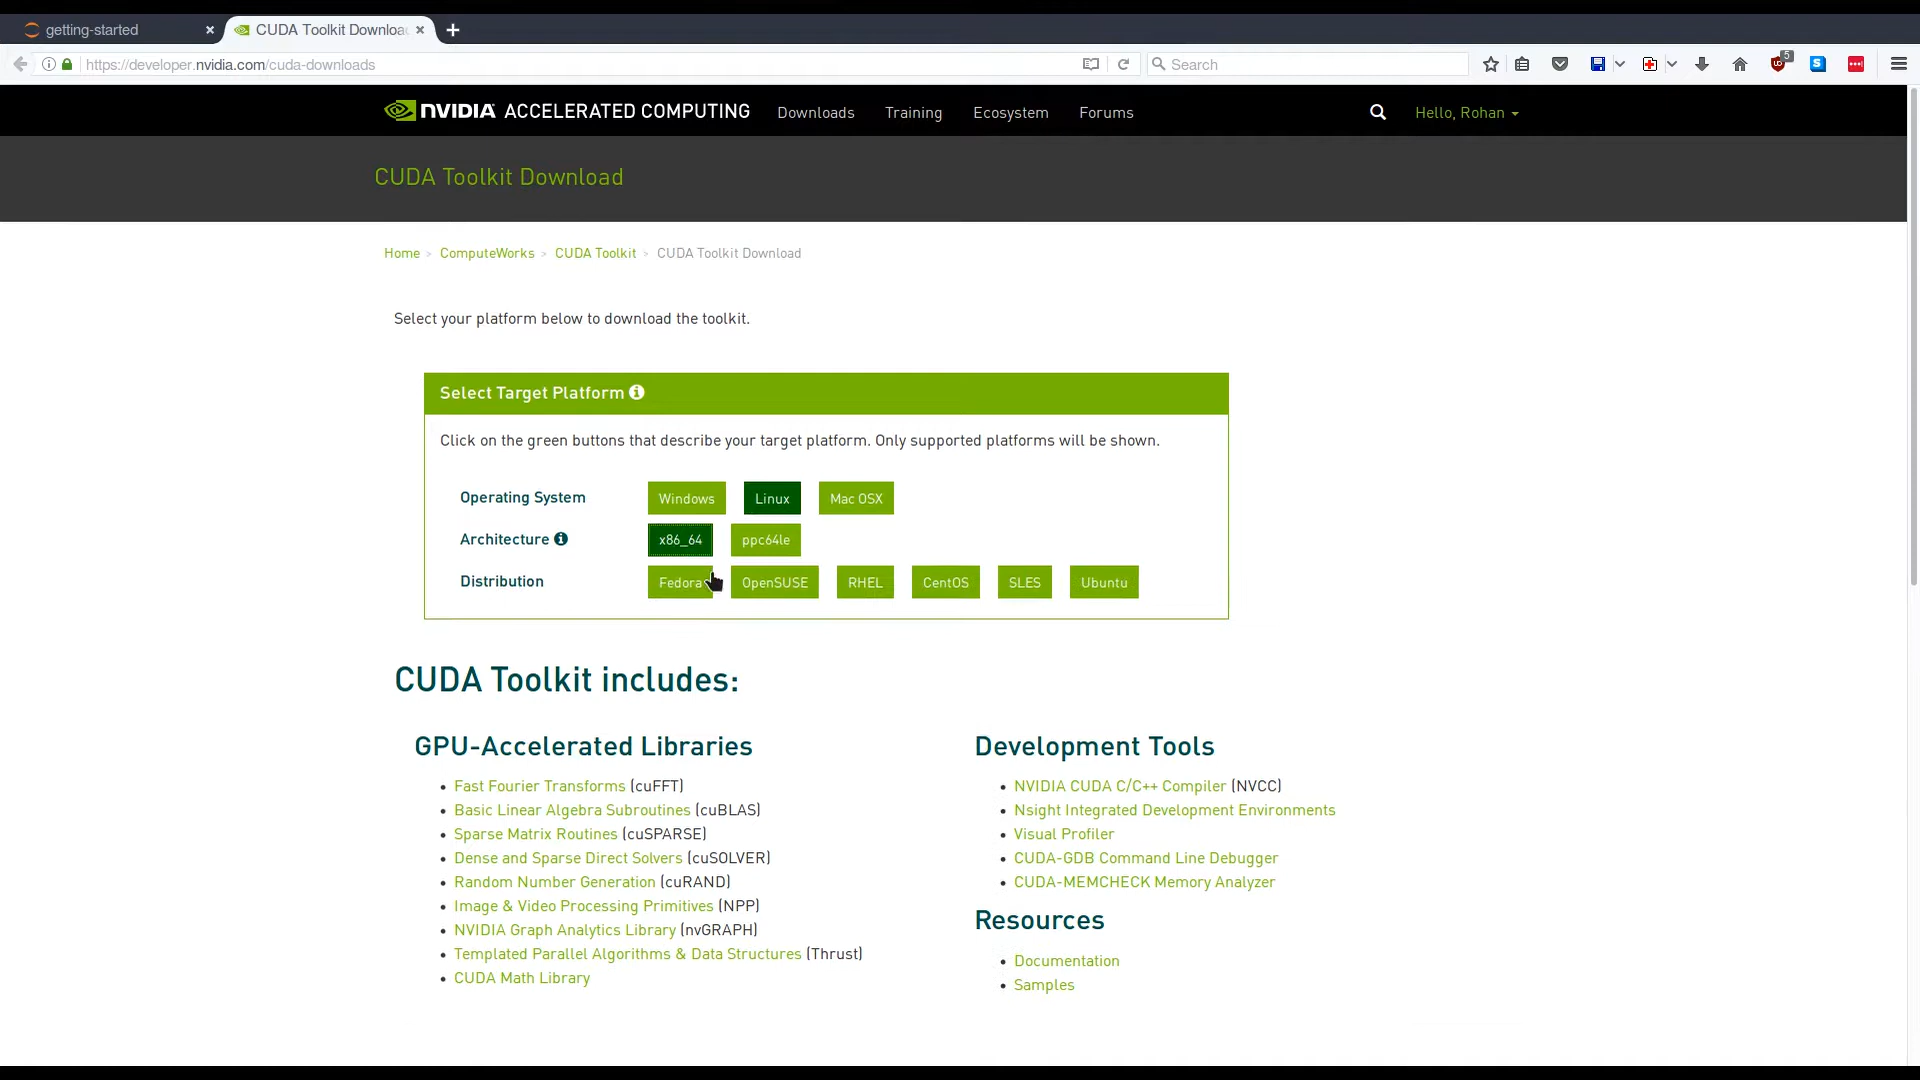 getting-started
CUDA Toolkit Downloa
https://developer.nvidia.com/cuda-downloads
Search
5
NVIDIA ACCELERATED COMPUTING
Downloads
Training
Ecosystem
Forums
Hello, Rohan
CUDA Toolkit Download
Home > ComputeWorks > CUDA Toolkit > CUDA Toolkit Download
Select your platform below to download the toolkit.
Select Target Platform
Click on the green buttons that describe your target platform. Only supported platforms will be shown.
Operating System
Windows
Linux
Mac OSX
Architecture
x86_64
ppc64le
Distribution
Fedora
OpenSUSE
RHEL
CentOS
SLES
Ubuntu
CUDA Toolkit includes:
GPU-Accelerated Libraries
• Fast Fourier Transforms (cuFFT)
• Basic Linear Algebra Subroutines (cuBLAS)
• Sparse Matrix Routines (cuSPARSE)
• Dense and Sparse Direct Solvers (cuSOLVER)
• Random Number Generation (cuRAND)
• Image & Video Processing Primitives (NPP)
• NVIDIA Graph Analytics Library (nvGRAPH)
• Templated Parallel Algorithms & Data Structures (Thrust)
• CUDA Math Library
Development Tools
• NVIDIA CUDA C/C++ Compiler (NVCC)
• Nsight Integrated Development Environments
• Visual Profiler
• CUDA-GDB Command Line Debugger
• CUDA-MEMCHECK Memory Analyzer
Resources
• Documentation
• Samples